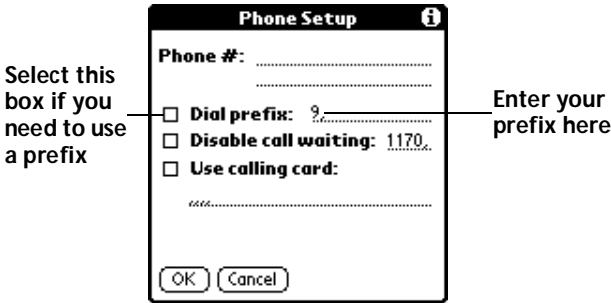 Phone Setup
Phone #:
Select this
box if you
need to use
a prefix
Dial prefix: 9,
Enter your
prefix here
Disable call waiting: 1170,
Use calling card:
,,,,
OK Cancel